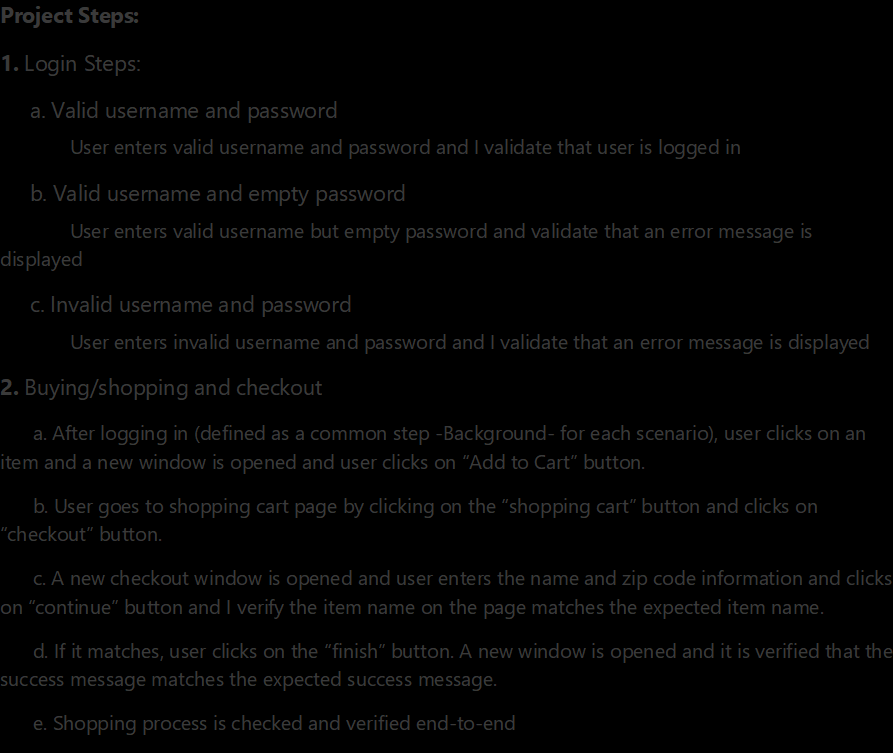 Project Steps:
1. Login Steps:
a. Valid username and password
User enters valid username and password and I validate that user is logged in
b. Valid username and empty password
User enters valid username but empty password and validate that an error message is
displayed
c. Invalid username and password
User enters invalid username and password and I validate that an error message is displayed
2. Buying/shopping and checkout
a. After logging in (defined as a common step -Background- for each scenario), user clicks on an
item and a new window is opened and user clicks on “Add to Cart” button.
b. User goes to shopping cart page by clicking on the “shopping cart” button and clicks on
“checkout” button.
c. A new checkout window is opened and user enters the name and zip code information and clicks
on “continue” button and I verify the item name on the page matches the expected item name.
d. If it matches, user clicks on the “finish” button. A new window is opened and it is verified that the
success message matches the expected success message.
e. Shopping process is checked and verified end-to-end